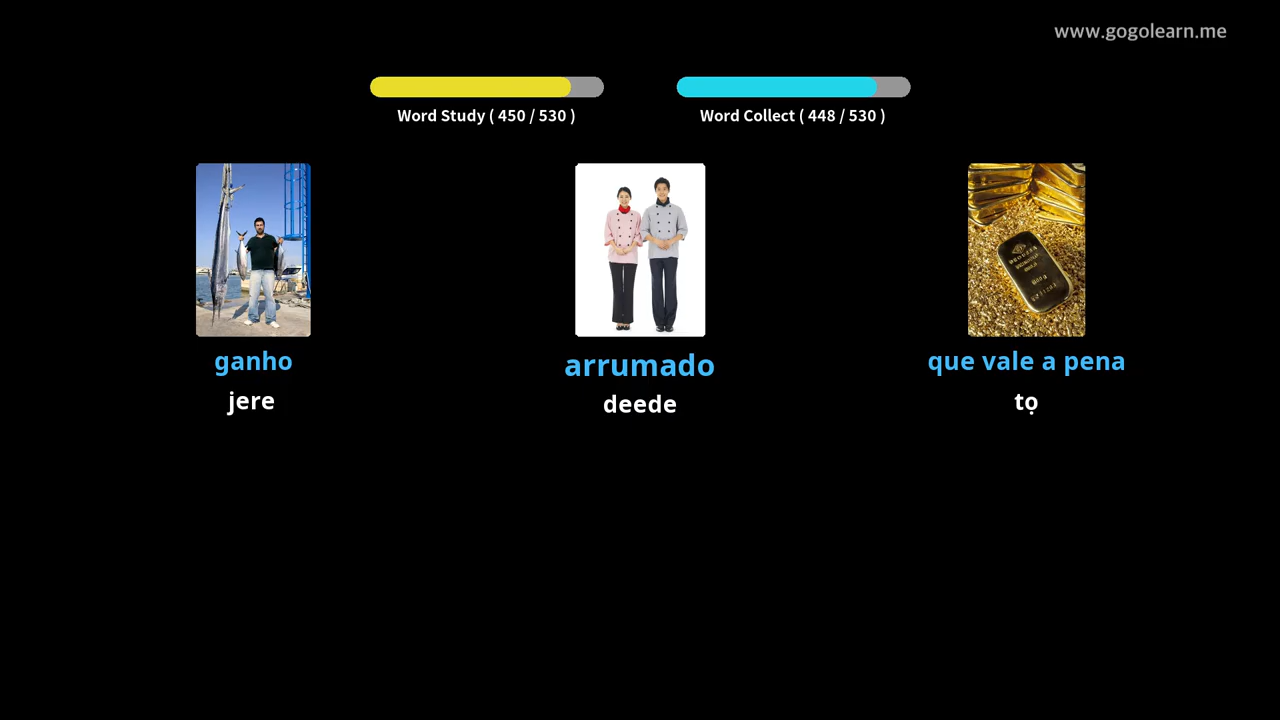 www.gogolearn.me
Word Study ( 450 / 530 )
Word Collect ( 448 / 530 )
ganho
arrumado
que vale a pena
jere
deede
tọ